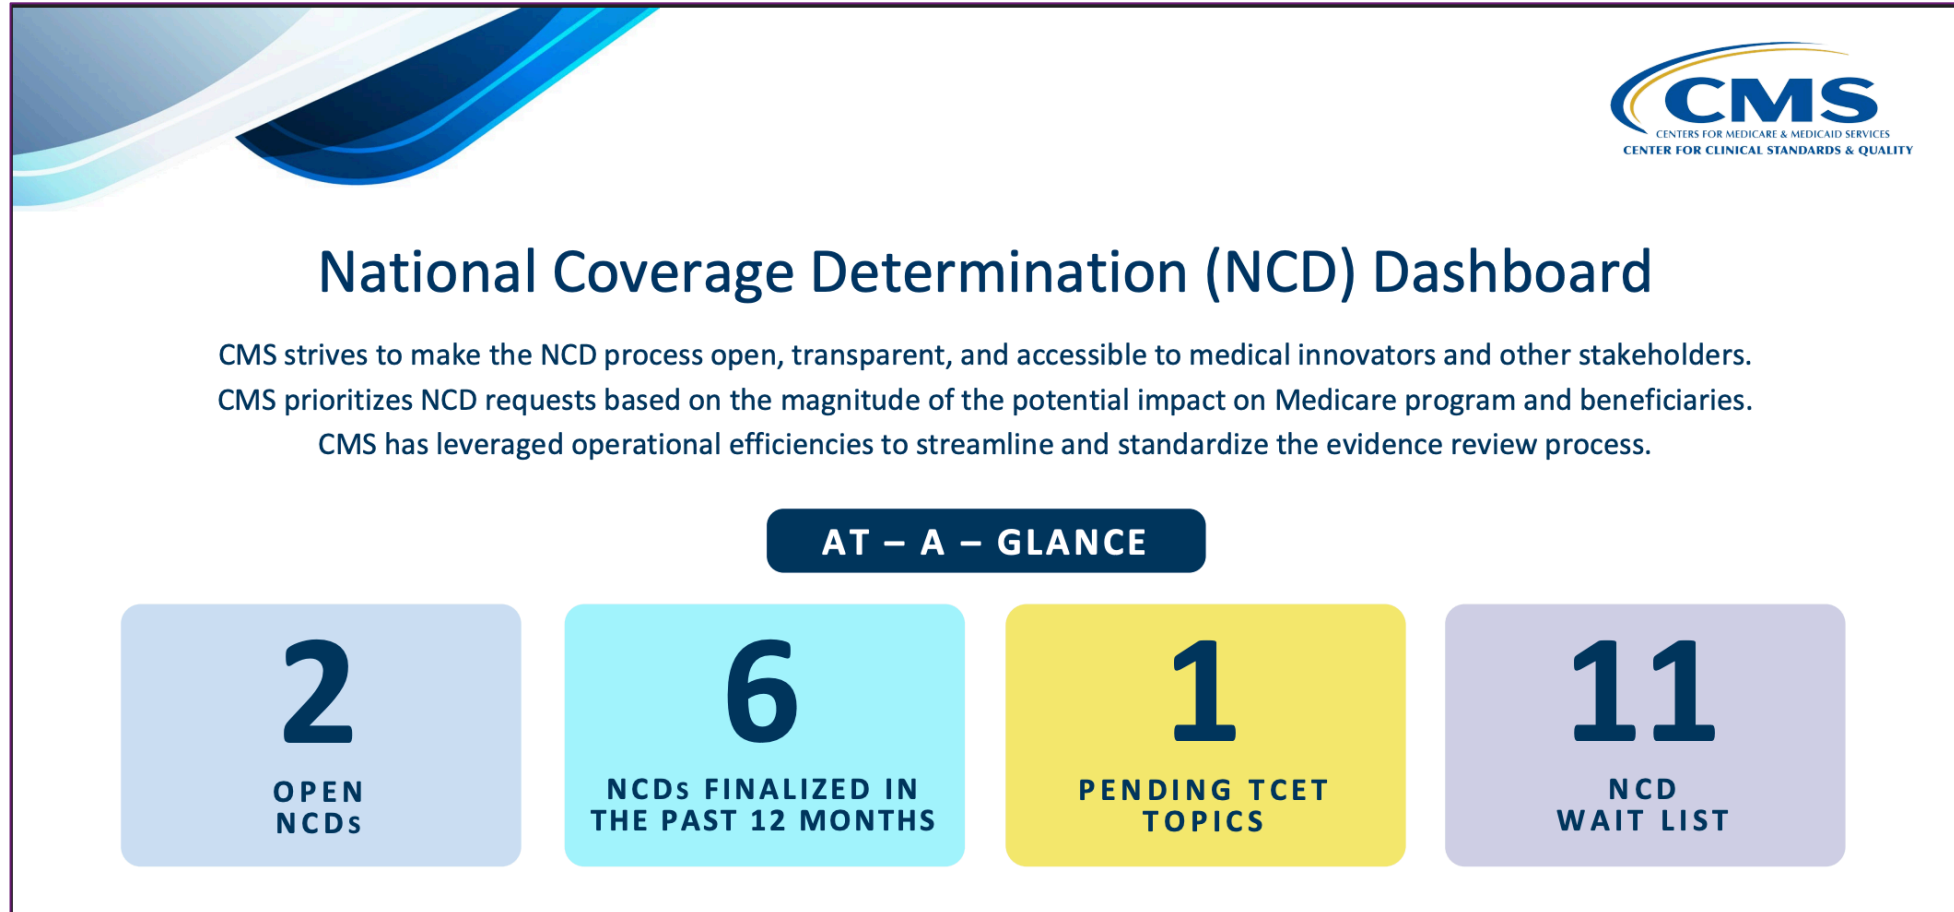 CMS
CENTERS FOR MEDICARE & MEDICAID SERVICES
CENTER FOR CLINICAL STANDARDS & QUALITY
National Coverage Determination (NCD) Dashboard
CMS strives to make the NCD process open, transparent, and accessible to medical innovators and other stakeholders.
CMS prioritizes NCD requests based on the magnitude of the potential impact on Medicare program and beneficiaries.
CMS has leveraged operational efficiencies to streamline and standardize the evidence review process.
AT – A – GLANCE
2
OPEN
NCDs
6
NCDs FINALIZED IN
THE PAST 12 MONTHS
1
PENDING TCET
TOPICS
11
NCD
WAIT LIST